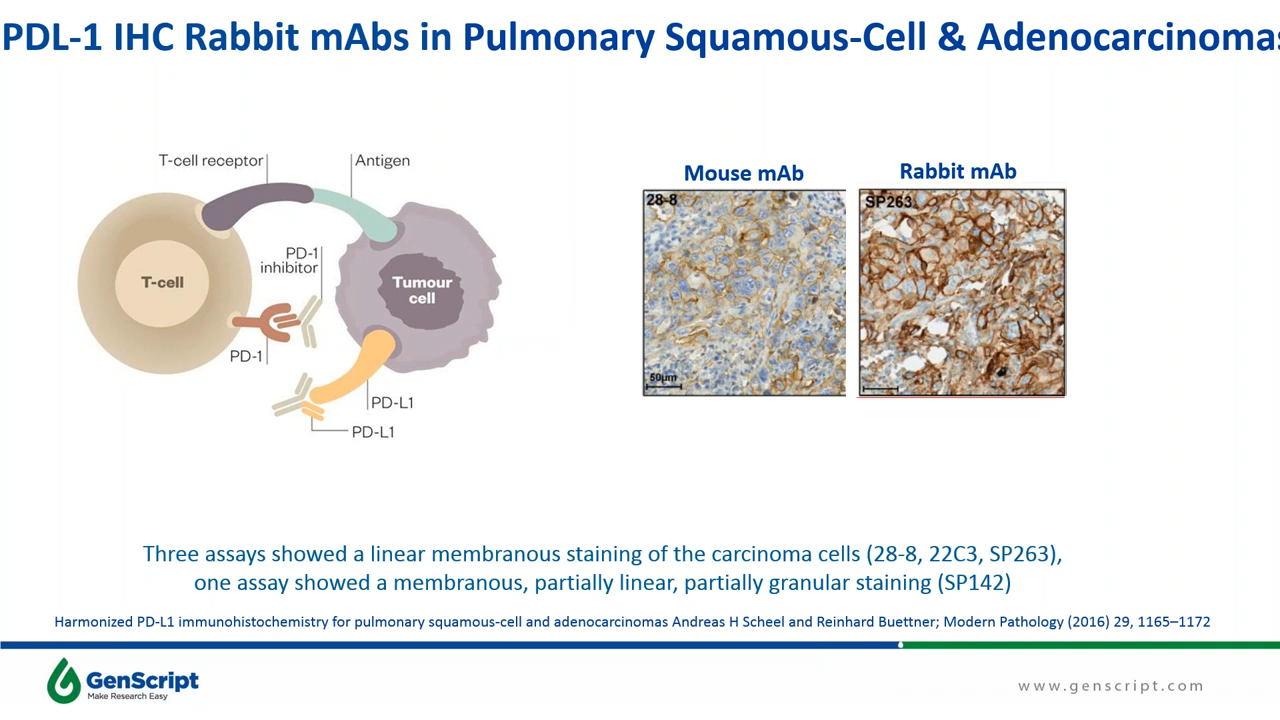 PDL-1 IHC Rabbit mAbs in Pulmonary Squamous-Cell & Adenocarcinomas
T-cell receptor
Antigen
PD-1
inhibitor
T-cell
Tumour
cell
PD-1
PD-L1
PD-L1
Mouse mAb
Rabbit mAb
28-8
SP263
50µm
Three assays showed a linear membranous staining of the carcinoma cells (28-8, 22C3, SP263),
one assay showed a membranous, partially linear, partially granular staining (SP142)
Harmonized PD-L1 immunohistochemistry for pulmonary squamous-cell and adenocarcinomas Andreas H Scheel and Reinhard Buettner; Modern Pathology (2016) 29, 1165–1172
GenScript
Make Research Easy
www.genscript.com